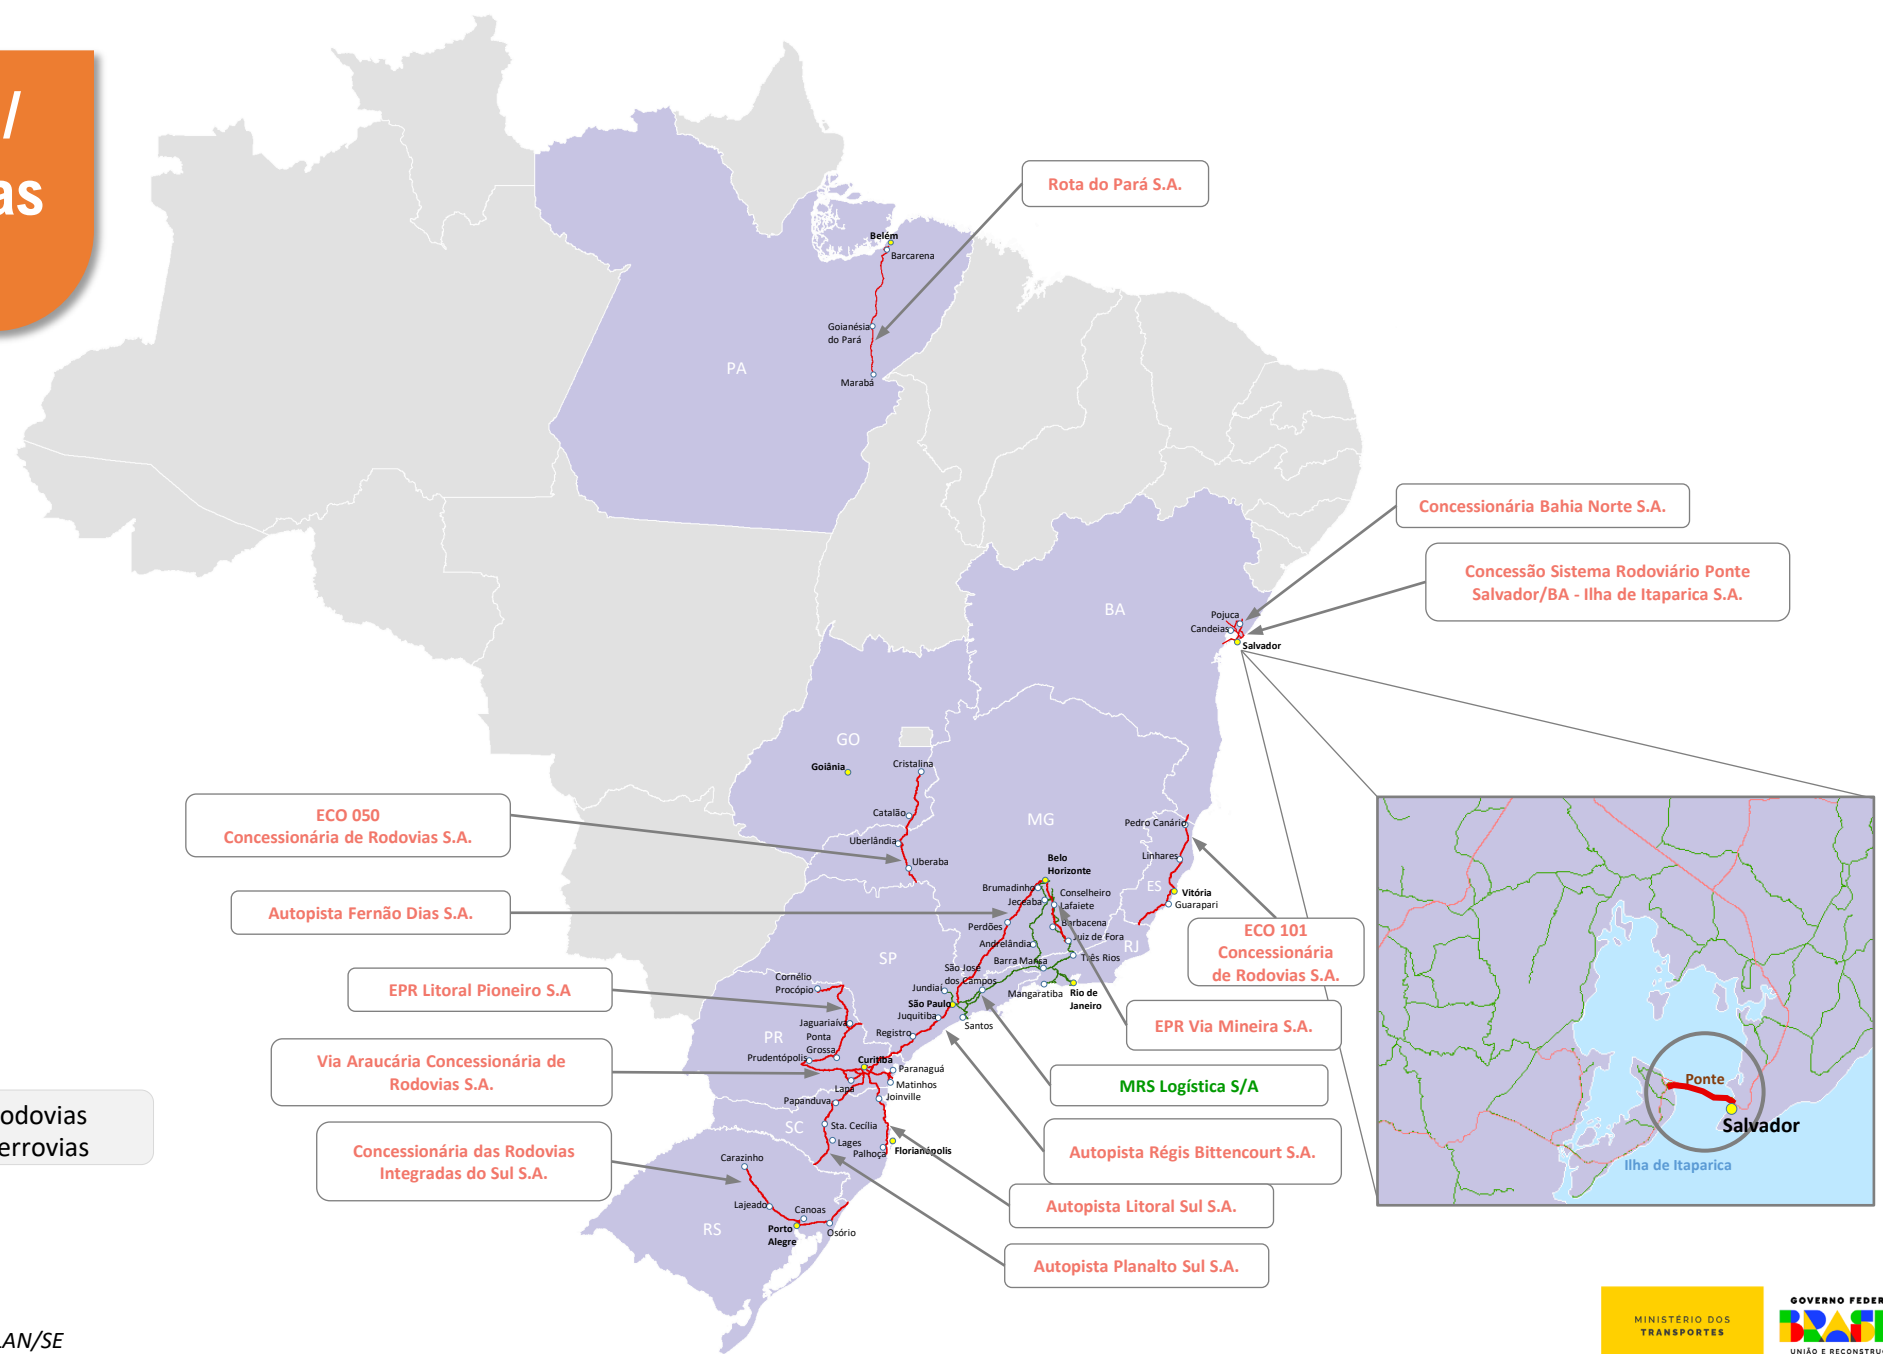 /
as
Rota do Pará S.A.
Belém
Barcarena
Goianésia
do Pará
PA
Marabá
Concessionária Bahia Norte S.A.
Concessão Sistema Rodoviário Ponte
Salvador/BA - Ilha de Itaparica S.A.
BA
Pojuca
Candeias
Salvador
GO
Goiânia
Cristalina
ECO 050
Concessionária de Rodovias S.A.
Catalão
Uberlândia
Uberaba
MG
Pedro Canário
Linhares
ES
Vitória
Guarapari
Belo
Horizonte
Brumadinho
Conselheiro
Lafaiete
Jeceaba
Barbacena
Perdões
Juiz de Fora
Andrelândia
RJ
Três Rios
Autopista Fernão Dias S.A.
ECO 101
Concessionária
de Rodovias S.A.
SP
Barra Mansa
São José
dos Campos
Jundiaí
Mangaratiba
Rio de
Janeiro
São Paulo
Juquitiba
Santos
Registro
EPR Via Mineira S.A.
Cornélio
Procópio
EPR Litoral Pioneiro S.A
Jaguariaíva
PR
Ponta
Grossa
Prudentópolis
Curitiba
Paranaguá
Matinhos
Lapa
Joinville
Via Araucária Concessionária de
Rodovias S.A.
MRS Logística S/A
Papanduva
SC
Sta. Cecília
Lages
Palhoça
Florianópolis
Autopista Régis Bittencourt S.A.
Concessionária das Rodovias
Integradas do Sul S.A.
Carazinho
Lajeado
Canoas
RS
Porto
Alegre
Osório
Autopista Litoral Sul S.A.
Autopista Planalto Sul S.A.
Ponte
Salvador
Ilha de Itaparica
odovias
errovias
LAN/SE
MINISTÉRIO DOS
TRANSPORTES
GOVERNO FEDER
BRASIL
UNIÃO E RECONSTRUÇ